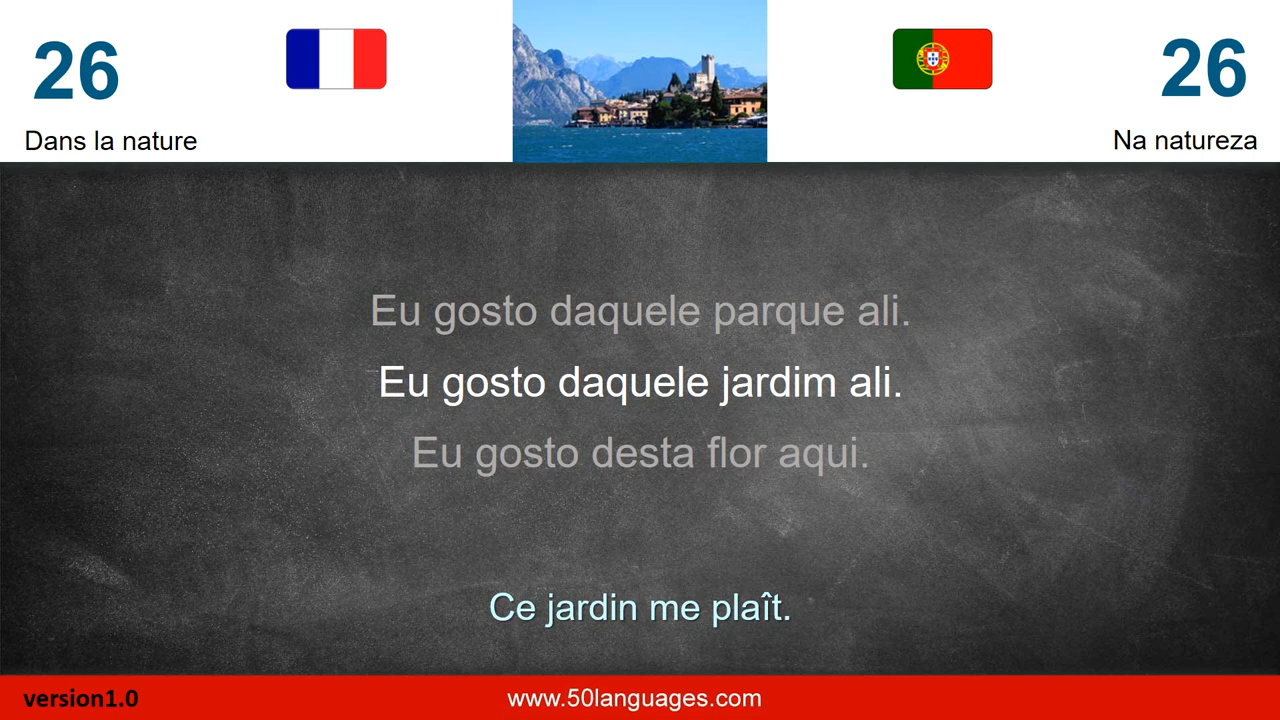 26
26
Dans la nature
Na natureza
Eu gosto daquele parque ali.
Eu gosto daquele jardim ali.
Eu gosto desta flor aqui.
Ce jardin me plaît.
version1.0
www.50languages.com